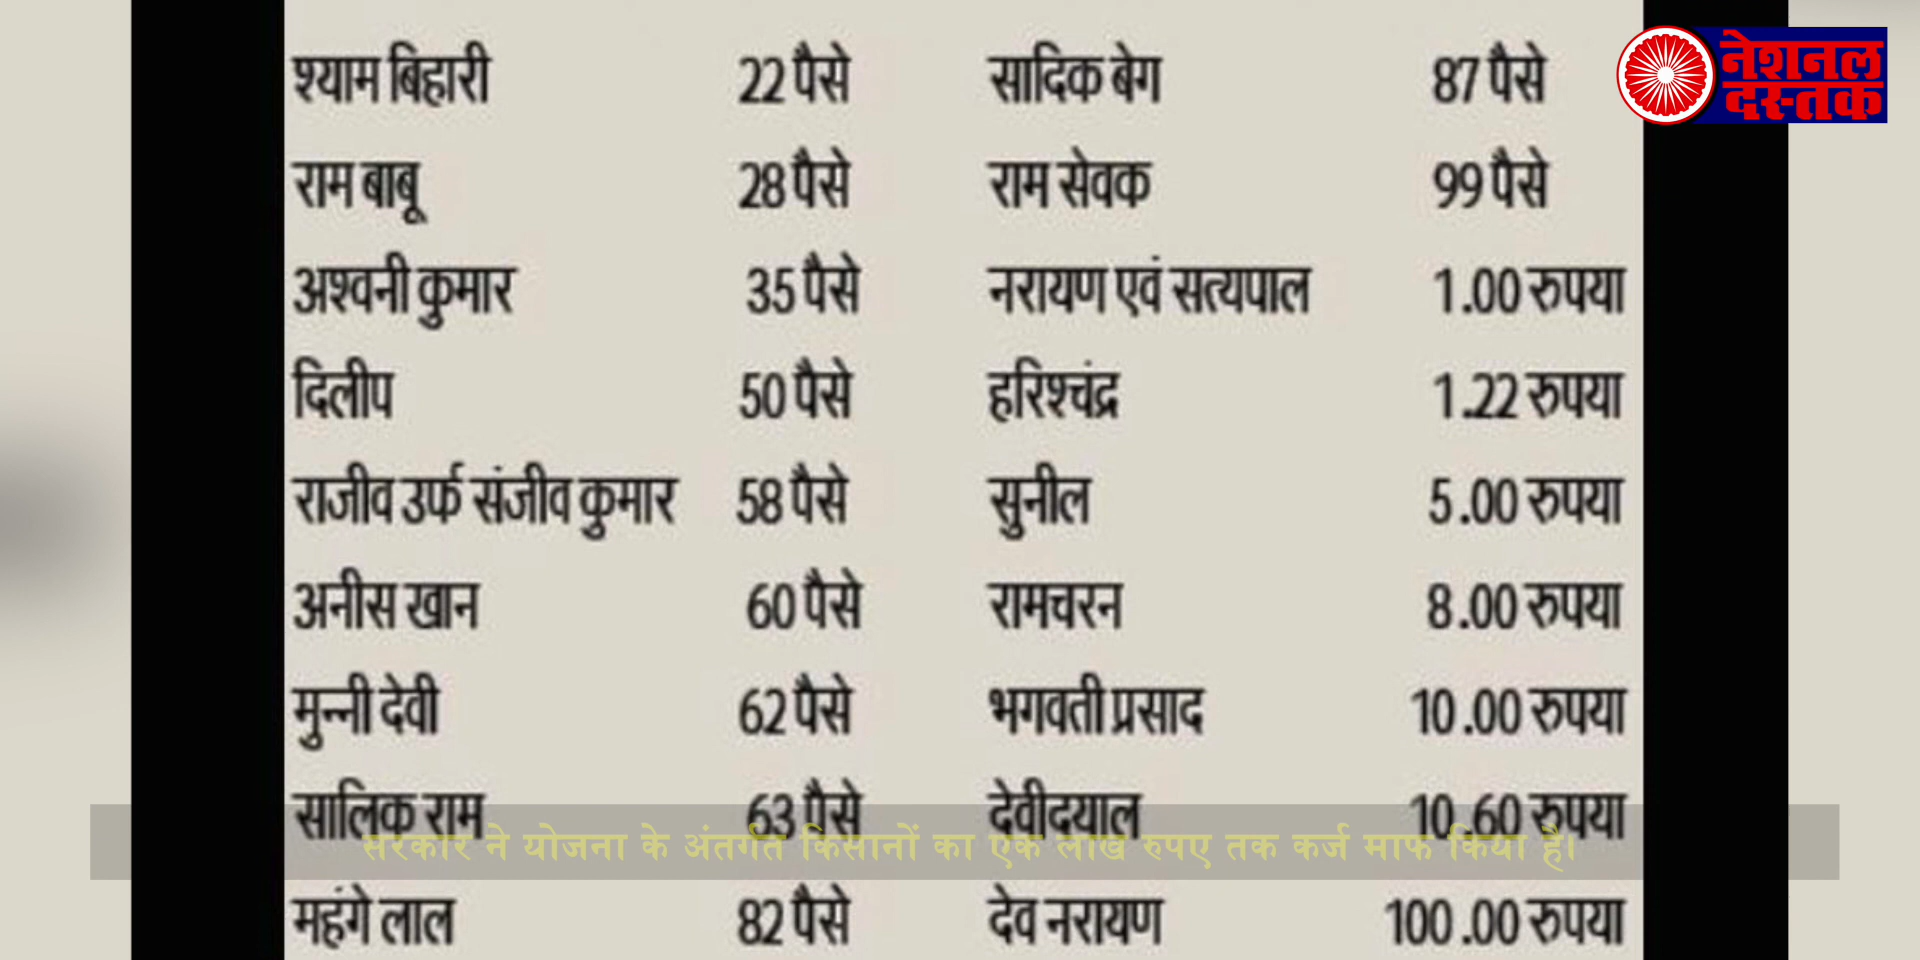 श्याम बिहारी 22 पैसे सादिक बेग 87 पैसे
नेशनल
दस्तक
राम बाबू 28 पैसे राम सेवक 99 पैसे
अश्वनी कुमार 35 पैसे नरायण एवं सत्यपाल 1.00 रुपया
दिलीप 50 पैसे हरिश्चंद्र 1.22 रुपया
राजीव उर्फ संजीव कुमार 58 पैसे सुनील 5.00 रुपया
अनीस खान 60 पैसे रामचरन 8.00 रुपया
मुन्नी देवी 62 पैसे भगवती प्रसाद 10.00 रुपया
सालिक राम 63 पैसे देवीदयाल 10.60 रुपया
सरकार ने योजना के अंतर्गत किसानों का एक लाख रुपए तक कर्ज माफ किया है।
महंगे लाल 82 पैसे देव नरायण 100.00 रुपया